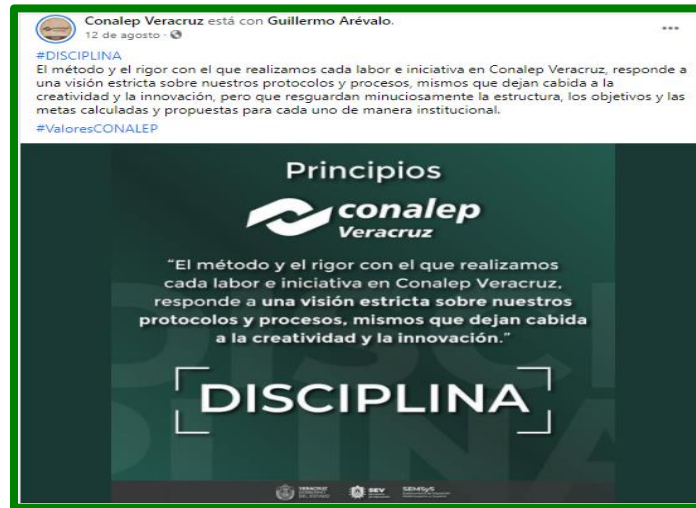 Conalep Veracruz está con Guillermo Arévalo.
12 de agosto ·
#DISCIPLINA
El método y el rigor con el que realizamos cada labor e iniciativa en Conalep Veracruz, responde a
una visión estricta sobre nuestros protocolos y procesos, mismos que dejan cabida a la
creatividad y la innovación, pero que resguardan minuciosamente la estructura, los objetivos y las
metas calculadas y propuestas para cada uno de manera institucional.
#ValoresCONALEP
Principios
conalep
Veracruz
“El método y el rigor con el que realizamos
cada labor e iniciativa en Conalep Veracruz,
responde a una visión estricta sobre nuestros
protocolos y procesos, mismos que dejan cabida
a la creatividad y la innovación.”
DISCIPLINA
VERACRUZ
SEV
SEMSyS